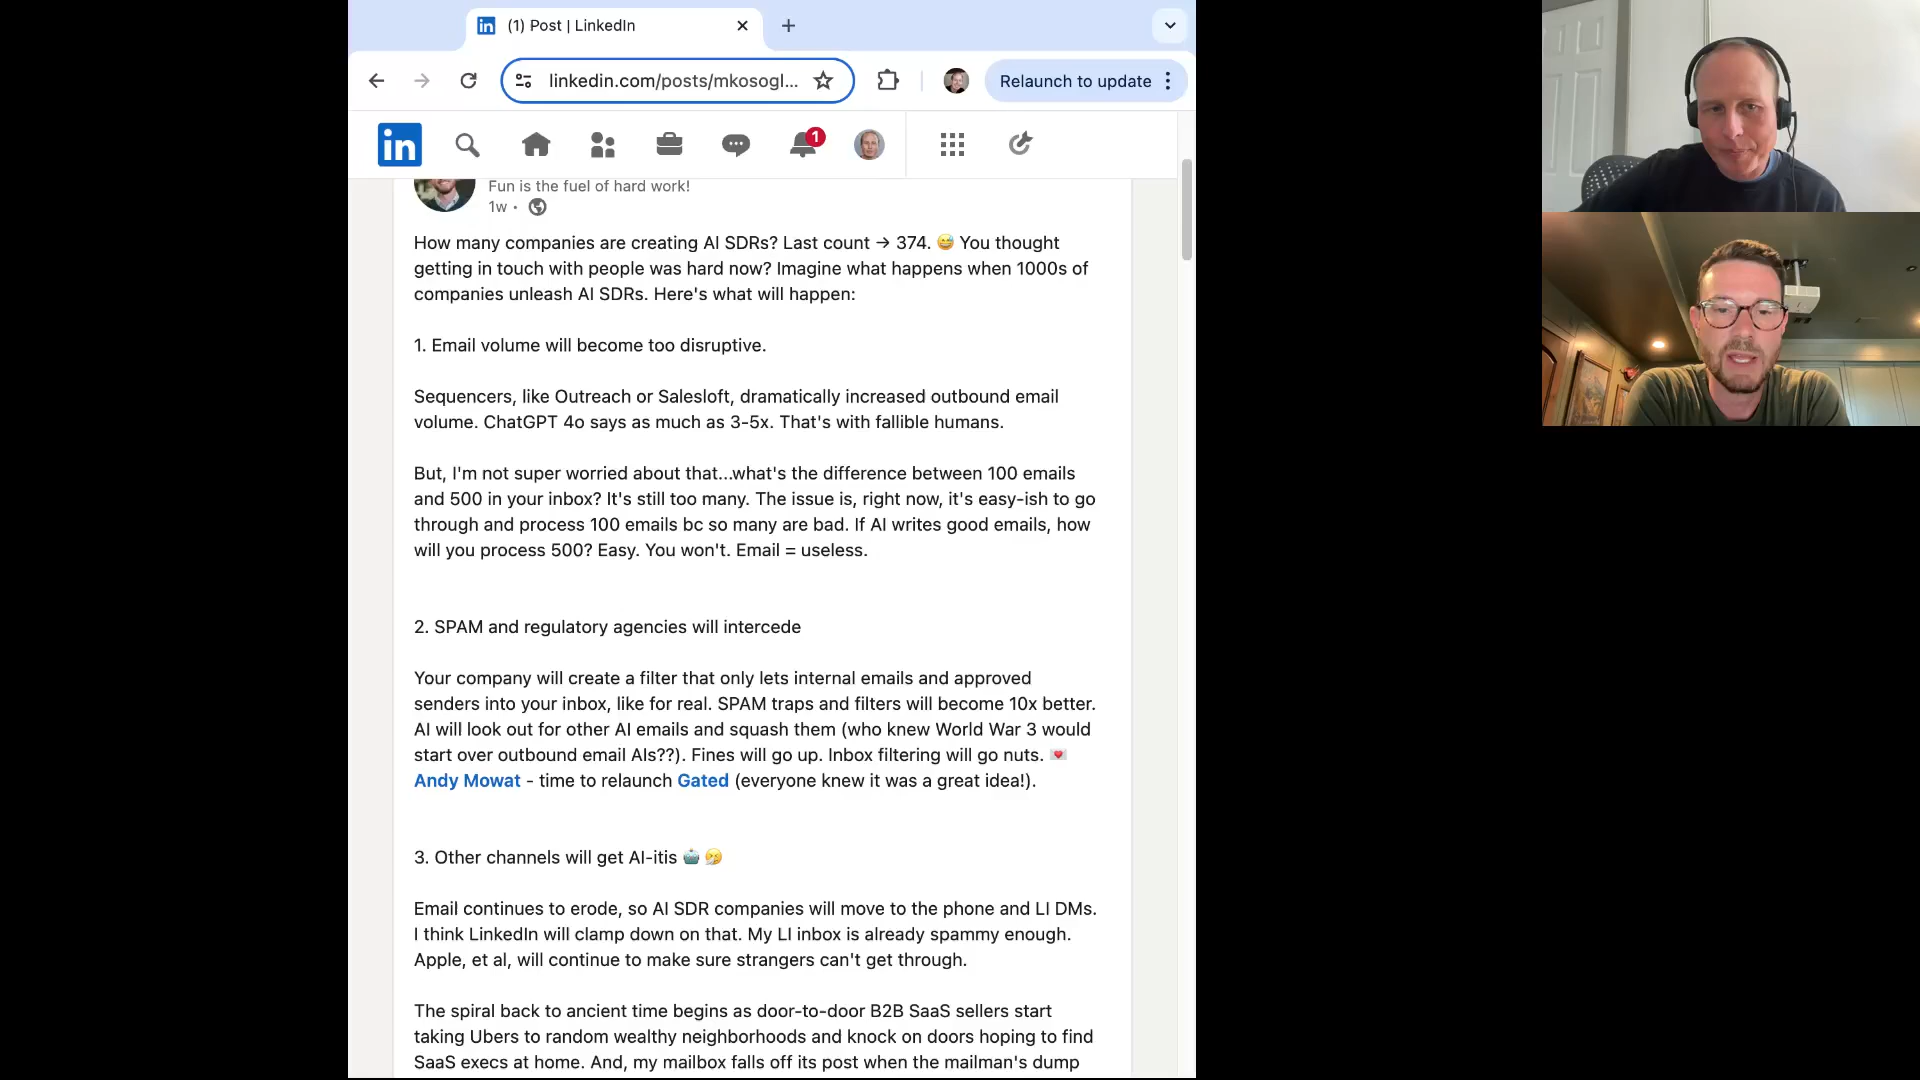 (1) Post | LinkedIn
linkedin.com/posts/mkosogl...
Relaunch to update
in
1
Fun is the fuel of hard work!
1w •
How many companies are creating AI SDRs? Last count → 374. 😅 You thought
getting in touch with people was hard now? Imagine what happens when 1000s of
companies unleash AI SDRs. Here's what will happen:
1. Email volume will become too disruptive.
Sequencers, like Outreach or Salesloft, dramatically increased outbound email
volume. ChatGPT 4o says as much as 3-5x. That's with fallible humans.
But, I'm not super worried about that...what's the difference between 100 emails
and 500 in your inbox? It's still too many. The issue is, right now, it's easy-ish to go
through and process 100 emails bc so many are bad. If AI writes good emails, how
will you process 500? Easy. You won't. Email = useless.
2. SPAM and regulatory agencies will intercede
Your company will create a filter that only lets internal emails and approved
senders into your inbox, like for real. SPAM traps and filters will become 10x better.
AI will look out for other AI emails and squash them (who knew World War 3 would
start over outbound email AIs??). Fines will go up. Inbox filtering will go nuts. 💌
Andy Mowat - time to relaunch Gated (everyone knew it was a great idea!).
3. Other channels will get AI-itis 🤖 🤧
Email continues to erode, so AI SDR companies will move to the phone and LI DMs.
I think LinkedIn will clamp down on that. My LI inbox is already spammy enough.
Apple, et al, will continue to make sure strangers can't get through.
The spiral back to ancient time begins as door-to-door B2B SaaS sellers start
taking Ubers to random wealthy neighborhoods and knock on doors hoping to find
SaaS execs at home. And, my mailbox falls off its post when the mailman's dump